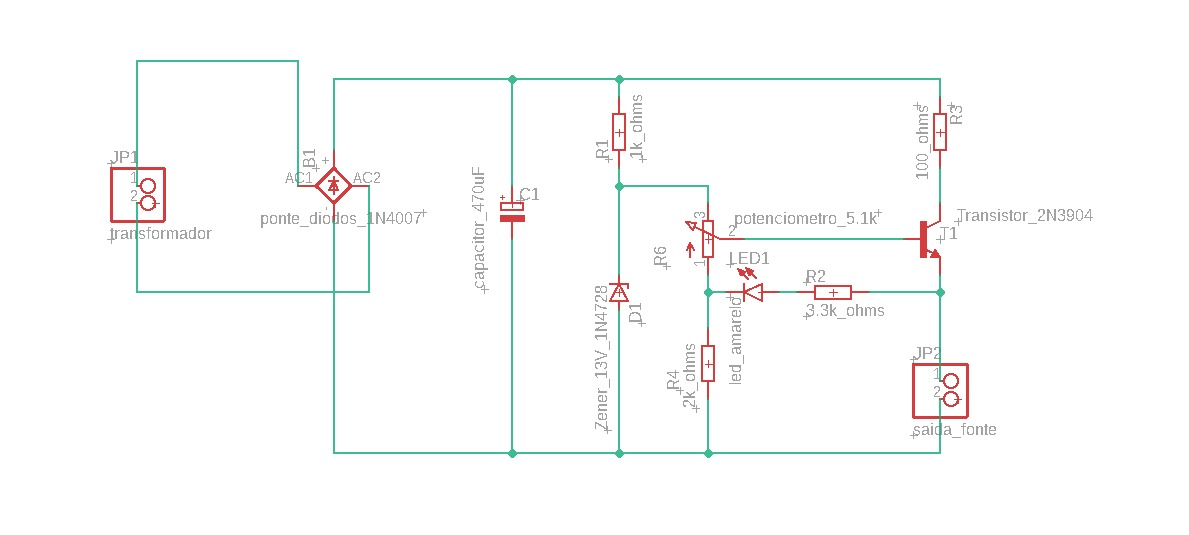 JP1
1
2
transformador
B1
+
-
AC1
AC2
ponte_diodos_1N4007
capacitor_470uF
+
C1
R1
1k_ohms
Zener_13V_1N4728
D1
R6
3
2
1
potenciometro_5.1k
LED1
led_amarelo
R4
2k_ohms
R2
3.3k_ohms
100_ohms
R3
Transistor_2N3904
T1
JP2
1
2
saida_fonte